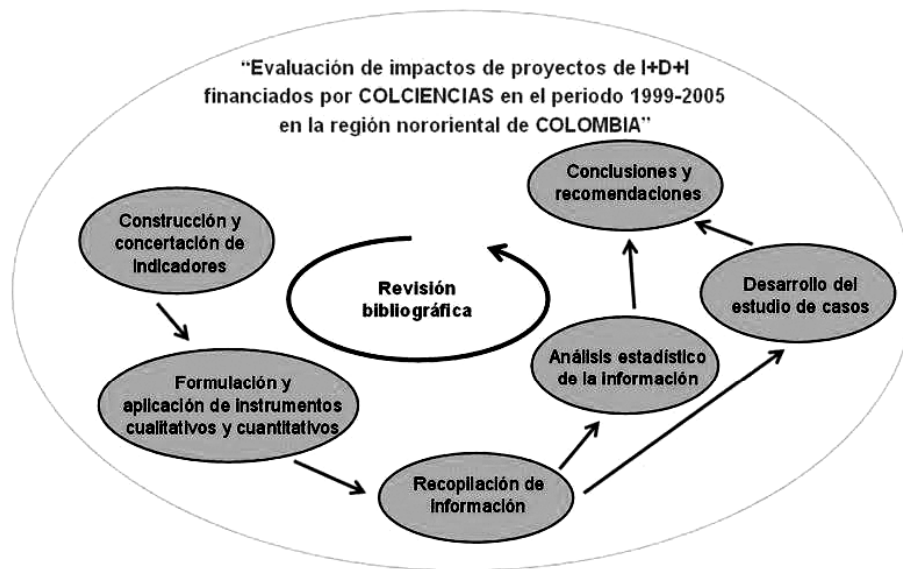 “Evaluación de impactos de proyectos de I+D+I
financiados por COLCIENCIAS en el periodo 1999-2005
en la región nororiental de COLOMBIA”
Construcción y
concertación de
indicadores
Formulación y
aplicación de instrumentos
cualitativos y cuantitativos
Recopilación de
información
Análisis estadístico
de la información
Desarrollo del
estudio de casos
Conclusiones y
recomendaciones
Revisión
bibliográfica